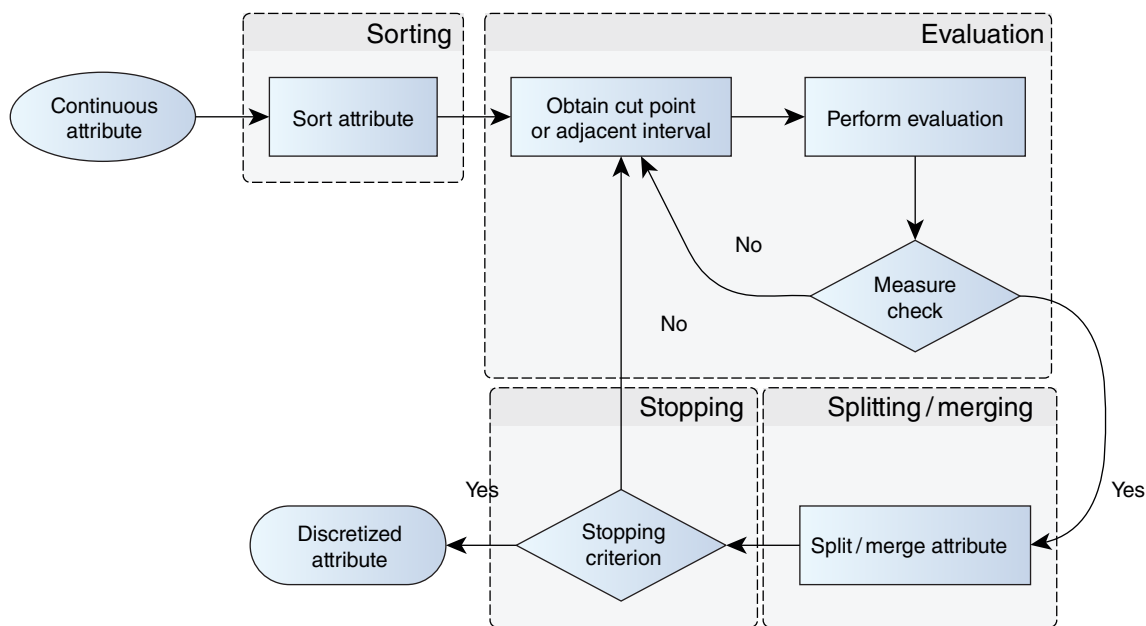 Sorting
Evaluation
Continuous
attribute
Sort attribute
Obtain cut point
or adjacent interval
Perform evaluation
No
Measure
check
No
Stopping
Splitting / merging
Yes
Yes
Discretized
attribute
Stopping
criterion
Split / merge attribute